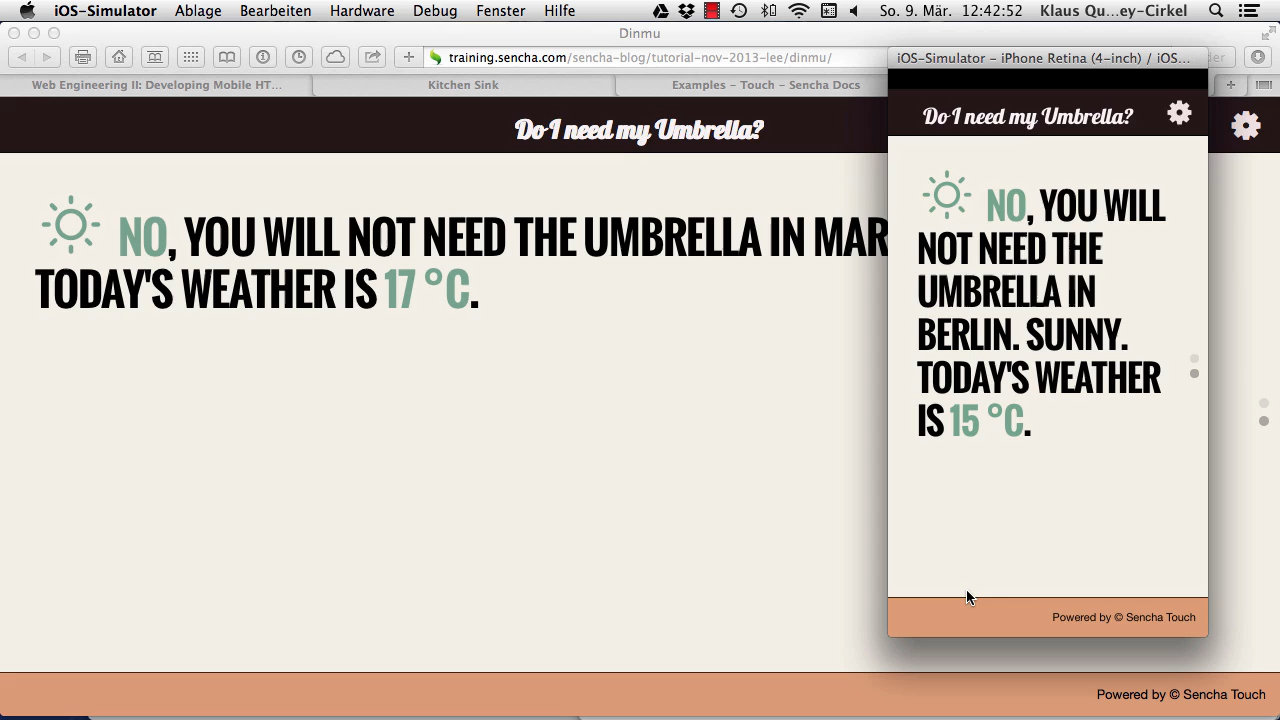 iOS-Simulator Ablage Bearbeiten Hardware Debug Fenster Hilfe So. 9. Mär. 12:42:52 Klaus Qu...ey-Cirkel
Dinmu
training.sencha.com/sencha-blog/tutorial-nov-2013-lee/dinmu/
Web Engineering II: Developing Mobile HT... Kitchen Sink Examples – Touch – Sencha Docs
Do I need my Umbrella?
NO, YOU WILL NOT NEED THE UMBRELLA IN MAR
TODAY'S WEATHER IS 17 °C.
Powered by © Sencha Touch
iOS-Simulator – iPhone Retina (4-inch) / iOS...
Do I need my Umbrella?
NO, YOU WILL
NOT NEED THE
UMBRELLA IN
BERLIN. SUNNY.
TODAY'S WEATHER
IS 15 °C.
Powered by © Sencha Touch